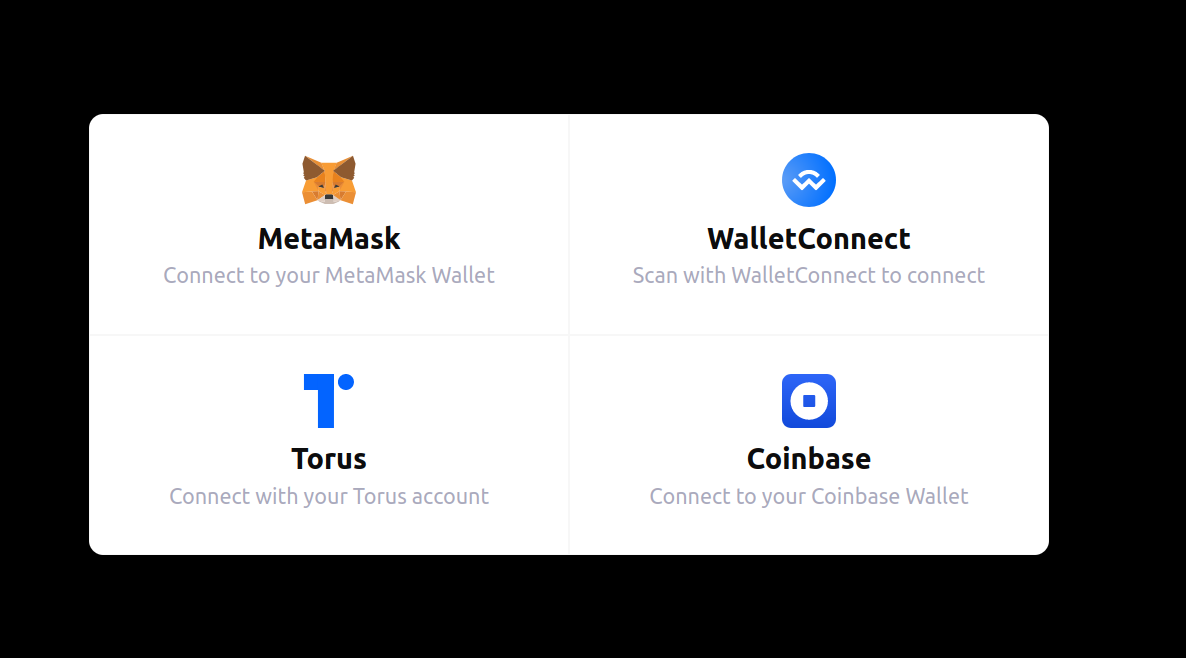 MetaMask
Connect to your MetaMask Wallet
WalletConnect
Scan with WalletConnect to connect
Torus
Connect with your Torus account
Coinbase
Connect to your Coinbase Wallet